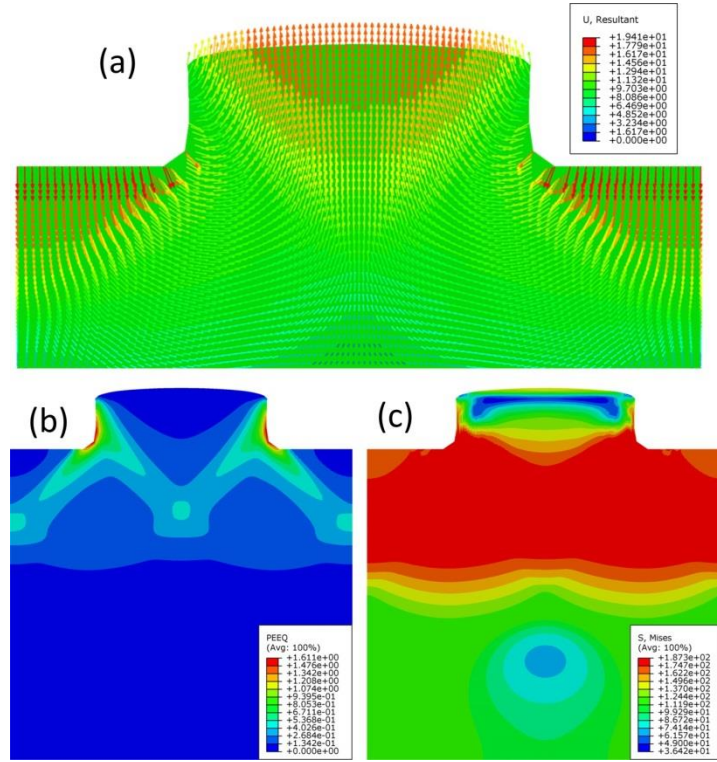 (a)
U, Resultant
+1.941e+01
+1.779e+01
+1.617e+01
+1.456e+01
+1.294e+01
+1.132e+01
+9.703e+00
+8.086e+00
+6.469e+00
+4.852e+00
+3.234e+00
+1.617e+00
+0.000e+00
(b)
PEEQ
(Avg: 100%)
+1.611e+00
+1.476e+00
+1.342e+00
+1.208e+00
+1.074e+00
+9.395e-01
+8.053e-01
+6.711e-01
+5.368e-01
+4.026e-01
+2.684e-01
+1.342e-01
+0.000e+00
(c)
S, Mises
(Avg: 100%)
+1.873e+02
+1.747e+02
+1.622e+02
+1.496e+02
+1.370e+02
+1.244e+02
+1.119e+02
+9.929e+01
+8.672e+01
+7.414e+01
+6.157e+01
+4.900e+01
+3.642e+01